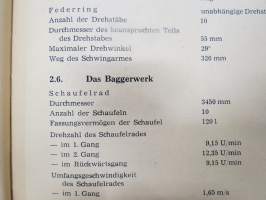 Federring unabhängige Drehst
Anzahl der Drehstäbe 10
Durchmesser des beanspruchten Teils
des Drehstabes 55 mm
Maximaler Drehwinkel 29°
Weg des Schwingarmes 326 mm
2.6. Das Baggerwerk
Schaufelrad
Durchmesser 3450 mm
Anzahl der Schaufeln 10
Fassungsvermögen der Schaufel 120 l
Drehzahl des Schaufelrades
— im 1. Gang 9,15 U/min
— im 2. Gang 12,35 U/min
— im Rückwärtsgang 9,15 U/min
Umfangsgeschwindigkeit
des Schaufelrades
— im 1. Gang 1,65 m/s